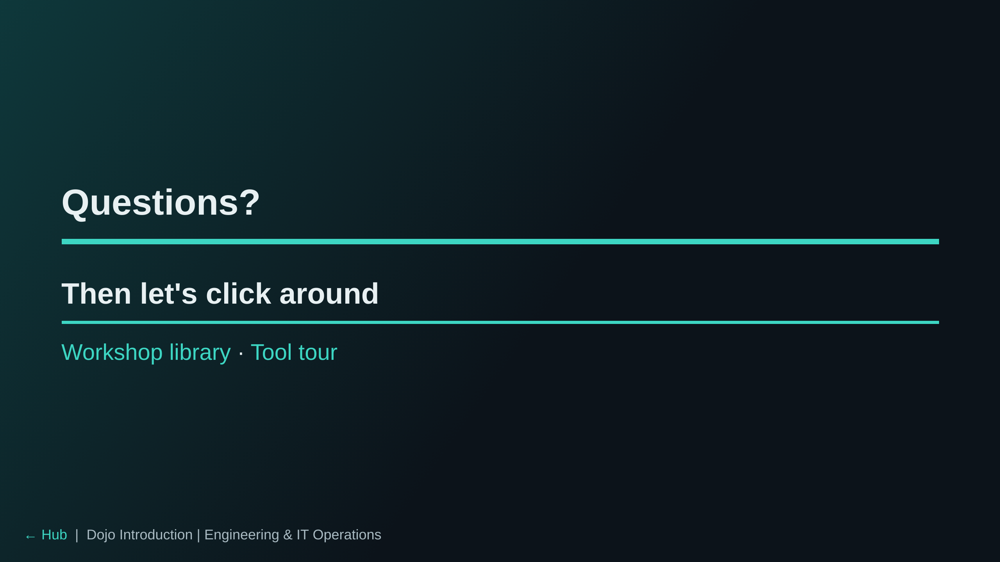 Questions?
Then let's click around
Workshop library · Tool tour
← Hub | Dojo Introduction | Engineering & IT Operations